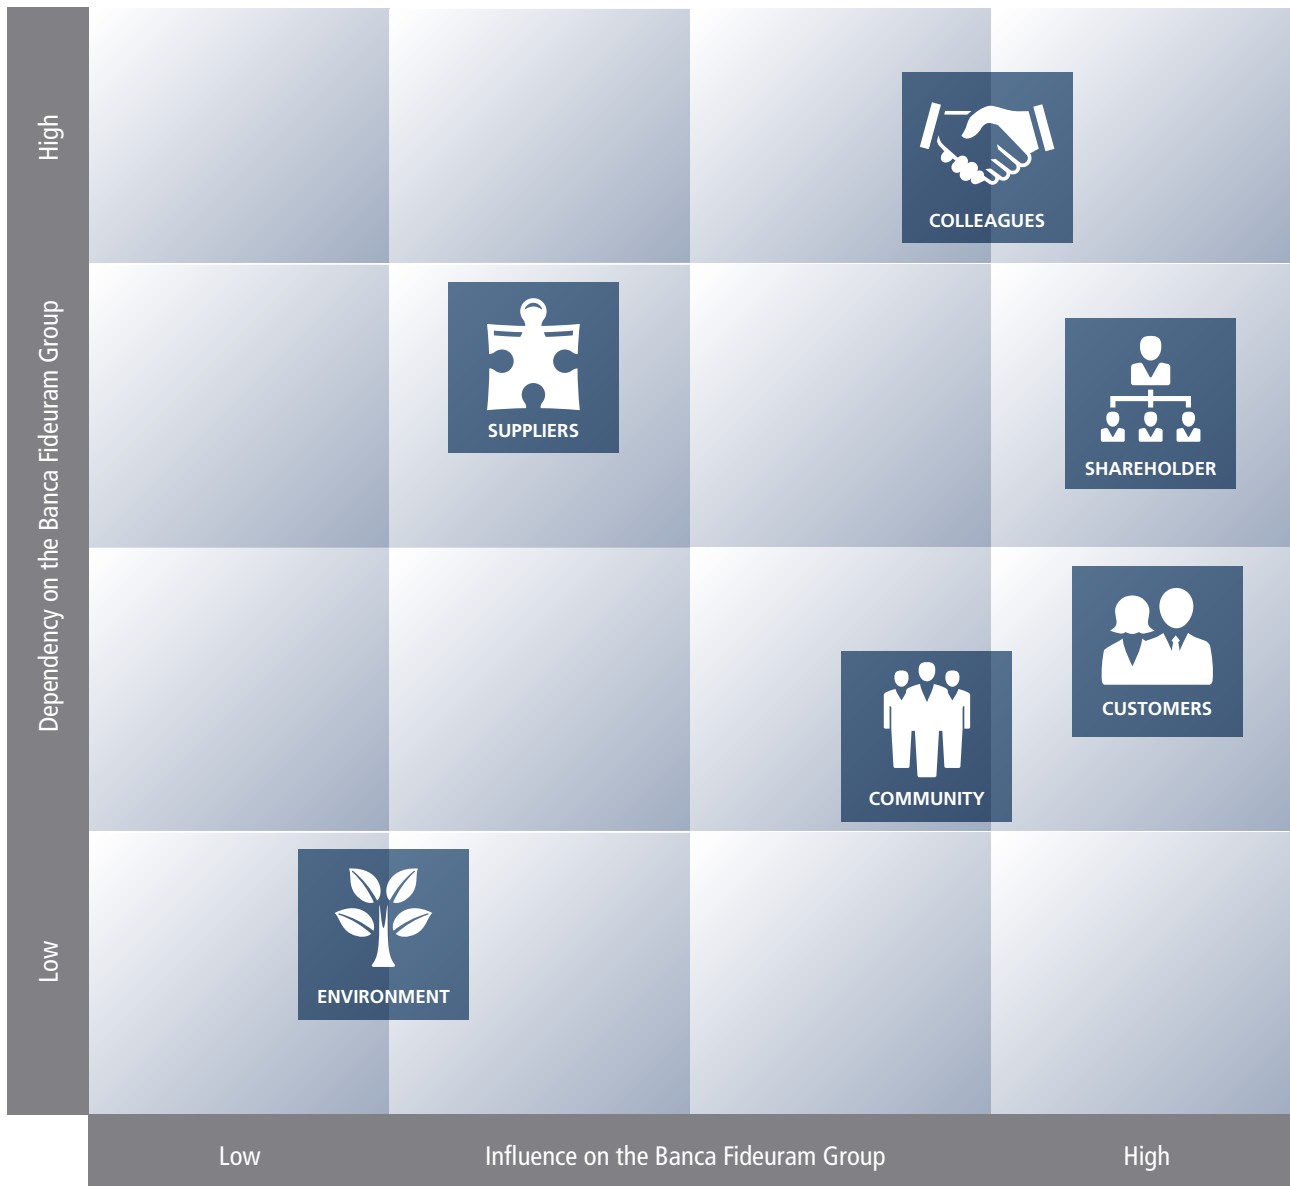 High
Dependency on the Banca Fideuram Group
Low
COLLEAGUES
SUPPLIERS
SHAREHOLDER
CUSTOMERS
COMMUNITY
ENVIRONMENT
Low
Influence on the Banca Fideuram Group
High